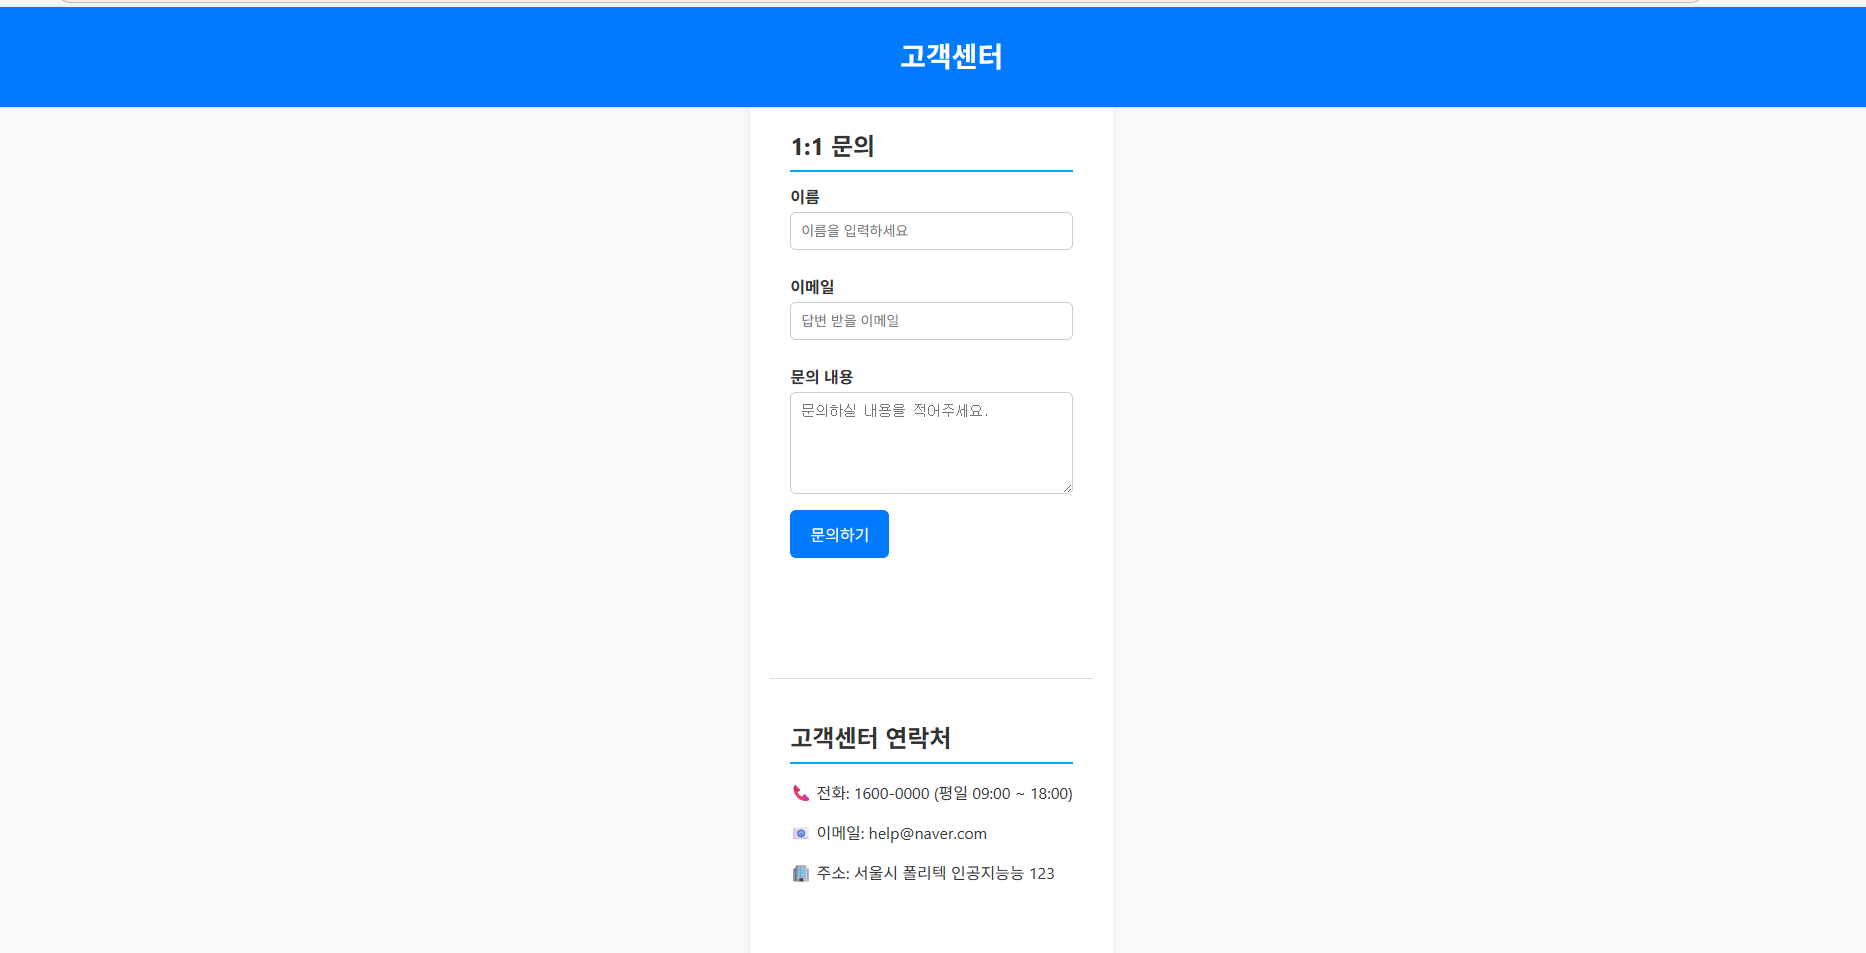 고객센터
1:1 문의
이름
이름을 입력하세요
이메일
답변 받을 이메일
문의 내용
문의하실 내용을 적어주세요.
문의하기
고객센터 연락처
전화: 1600-0000 (평일 09:00 ~ 18:00)
이메일: help@naver.com
주소: 서울시 폴리텍 인공지능능 123